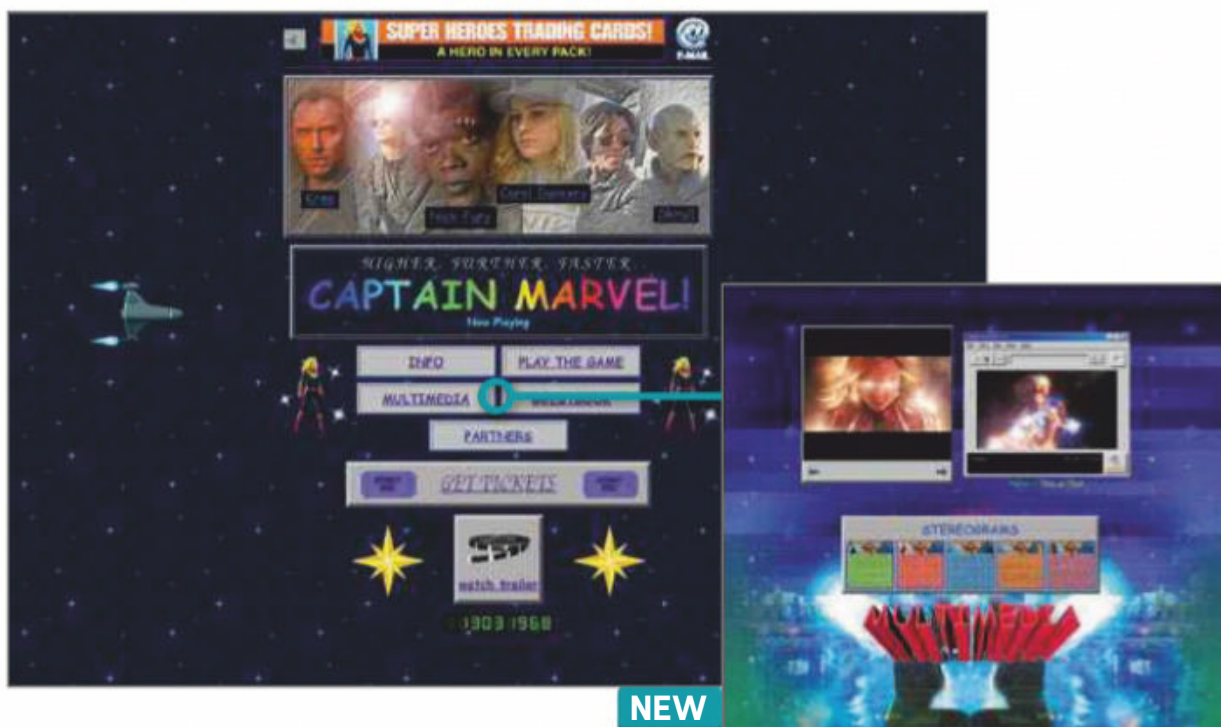 SUPER HEROES TRADING CARDS!
A HERO IN EVERY PACK!
E-MAIL
Nick Fury
Carol Danvers
Skrull
HIGHER. FURTHER. FASTER.
CAPTAIN MARVEL!
Now Playing
INFO
PLAY THE GAME
MULTIMEDIA
PARTNERS
GET TICKETS
watch trailer
STEREOGRAMS
MULTIMEDIA
NEW